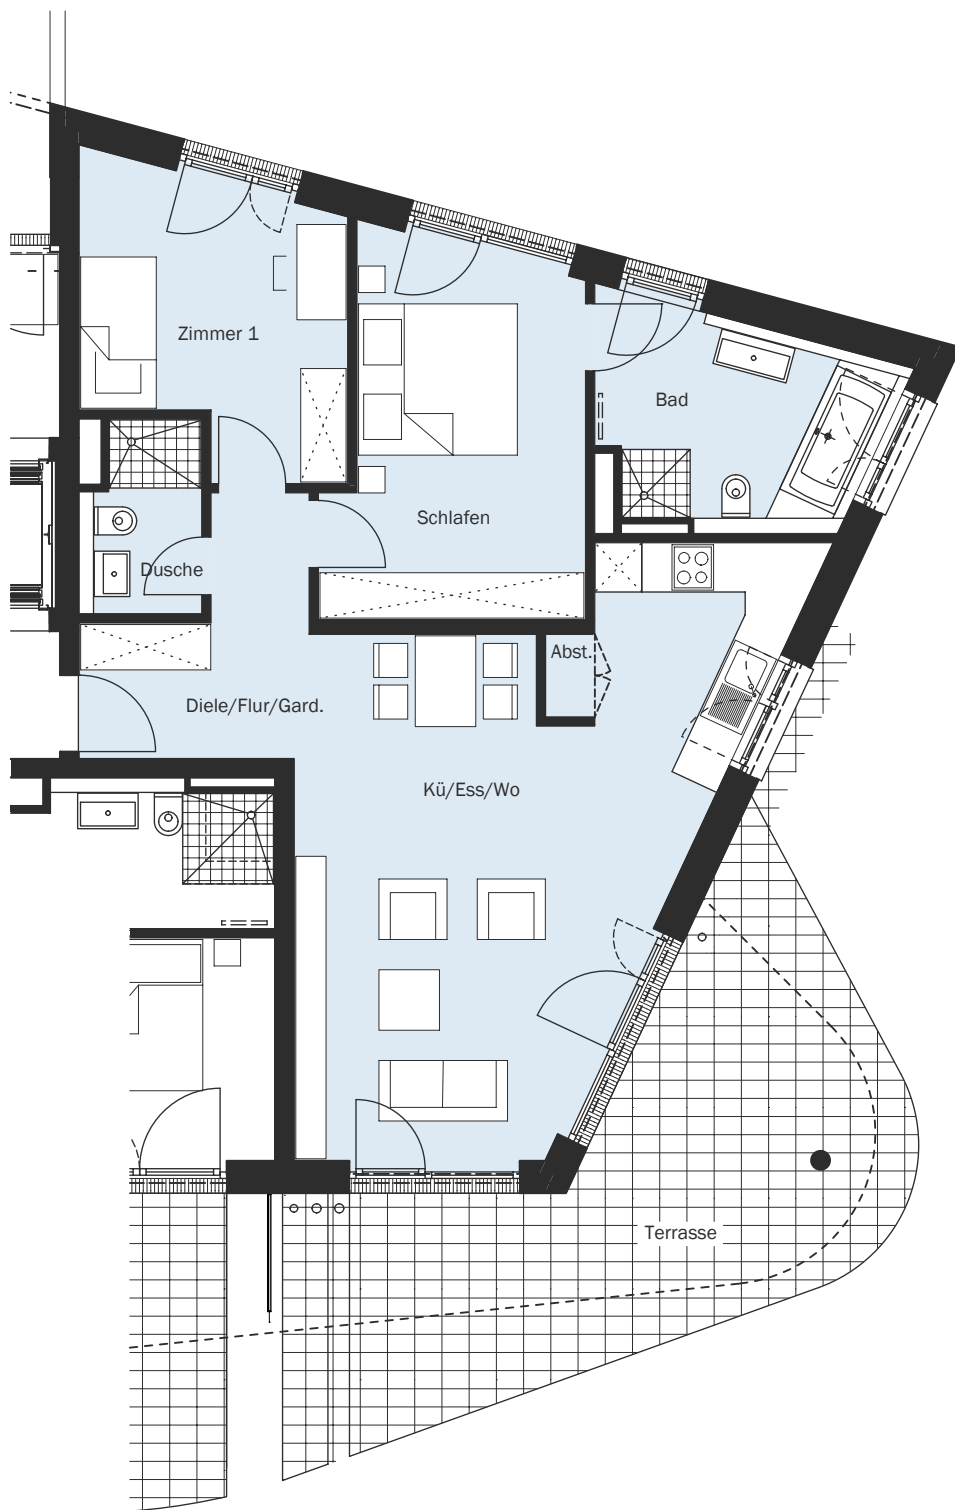 Zimmer 1
Bad
Schlafen
Dusche
Abst.
Diele/Flur/Gard.
Kü/Ess/Wo
Terrasse